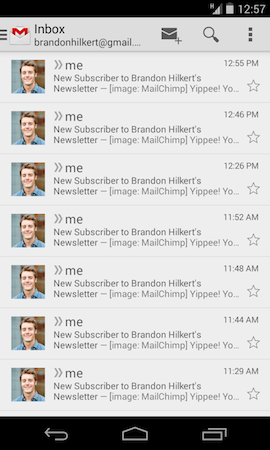 H 12:57
Inbox
brandonhilkert@gmail....
» me 12:55 PM
New Subscriber to Brandon Hilkert's
Newsletter — [image: MailChimp] Yippee! Yo...
» me 12:46 PM
New Subscriber to Brandon Hilkert's
Newsletter — [image: MailChimp] Yippee! Yo...
» me 12:26 PM
New Subscriber to Brandon Hilkert's
Newsletter — [image: MailChimp] Yippee! Yo...
» me 11:52 AM
New Subscriber to Brandon Hilkert's
Newsletter — [image: MailChimp] Yippee! Yo...
» me 11:48 AM
New Subscriber to Brandon Hilkert's
Newsletter — [image: MailChimp] Yippee! Yo...
» me 11:44 AM
New Subscriber to Brandon Hilkert's
Newsletter — [image: MailChimp] Yippee! Yo...
» me 11:29 AM
New Subscriber to Brandon Hilkert's
Newsletter — [image: MailChimp] Yippee! Yo...